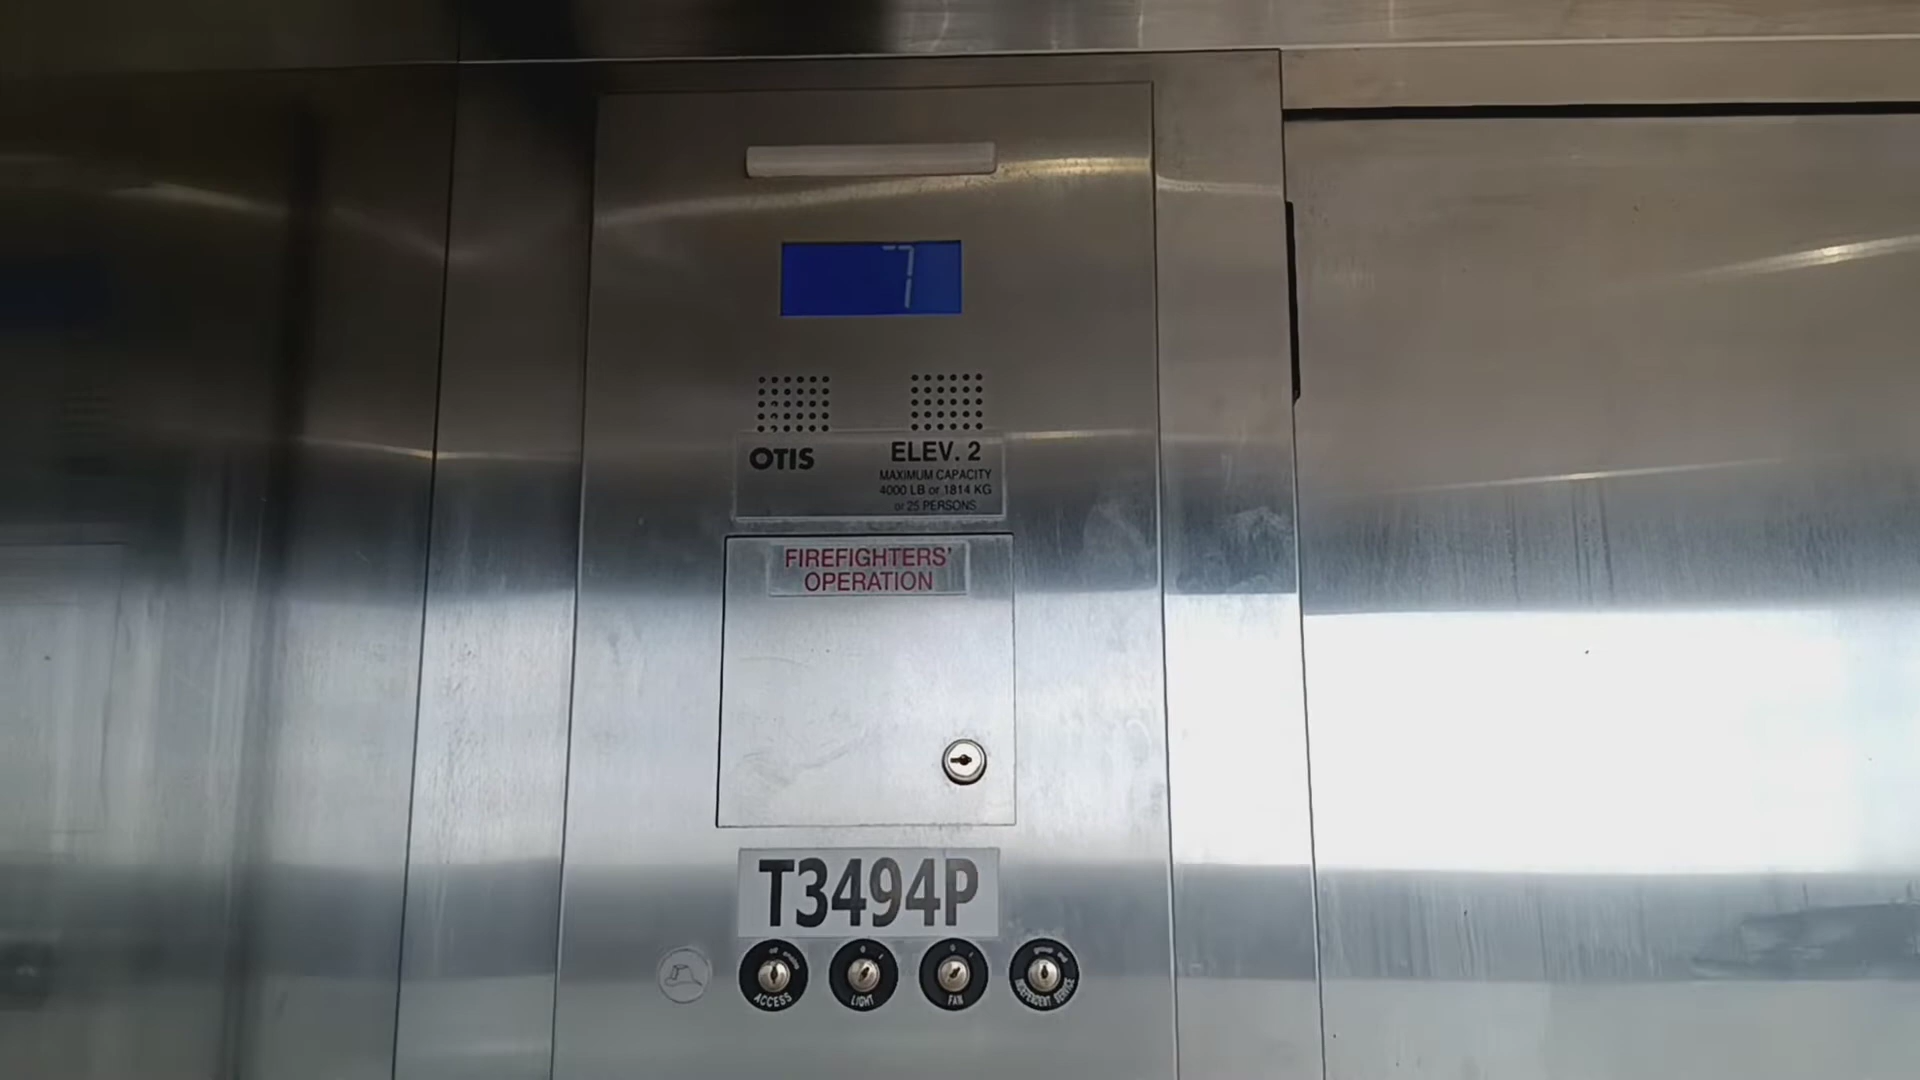 7
OTIS
ELEV. 2
MAXIMUM CAPACITY
4000 LB or 1814 KG
or 25 PERSONS
FIREFIGHTERS'
OPERATION
T3494P
ACCESS
LIGHT
FAN
INDEPENDENT SERVICE